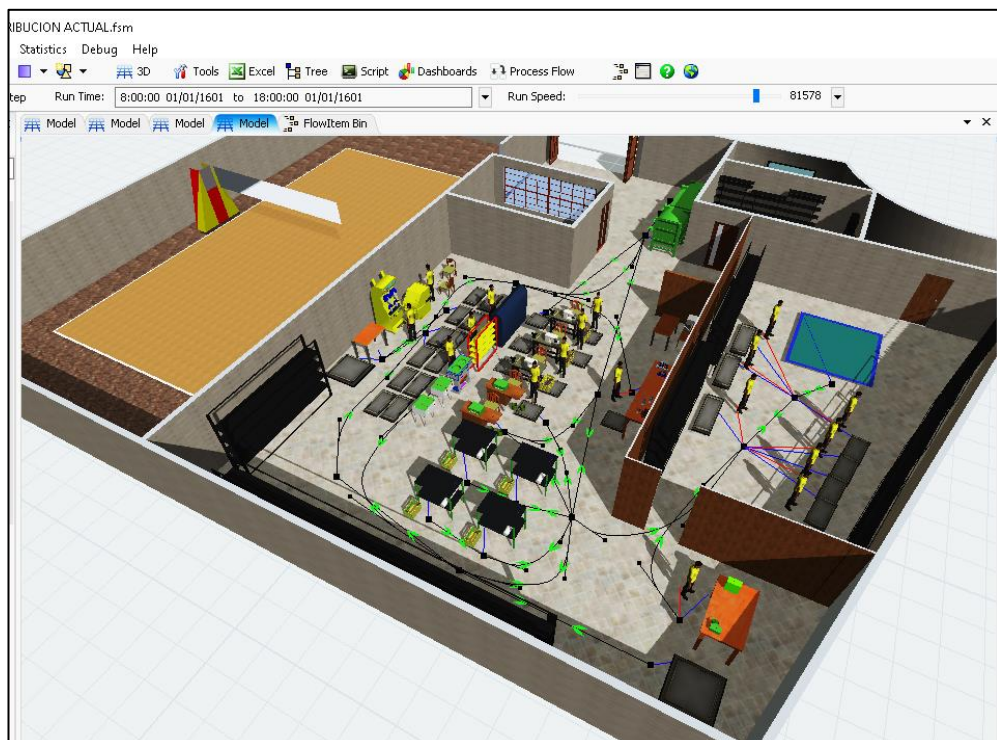 RIBUCION ACTUAL.fsm
Statistics Debug Help
3D Tools Excel Tree Script Dashboards Process Flow
Run Time: 8:00:00 01/01/1601 to 18:00:00 01/01/1601 Run Speed: 81578
Model Model Model Model FlowItem Bin